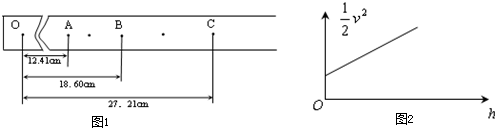 O A B C
12.41cm
18.60cm
27.21cm
图1
1/2 v²
O
h
图2